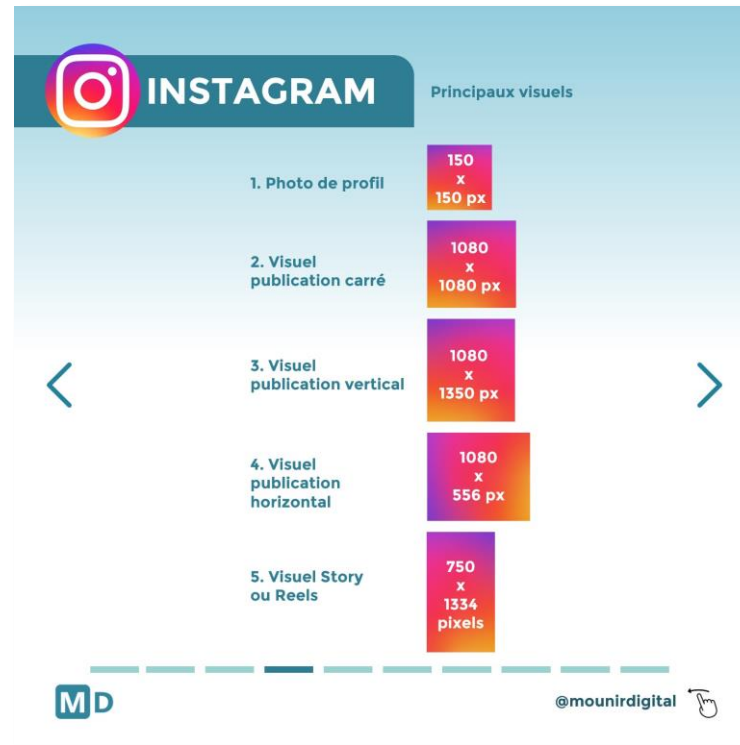 INSTAGRAM
Principaux visuels
1. Photo de profil
150
x
150 px
2. Visuel
publication carré
1080
x
1080 px
3. Visuel
publication vertical
1080
x
1350 px
4. Visuel
publication
horizontal
1080
x
556 px
5. Visuel Story
ou Reels
750
x
1334
pixels
MD
@mounirdigital